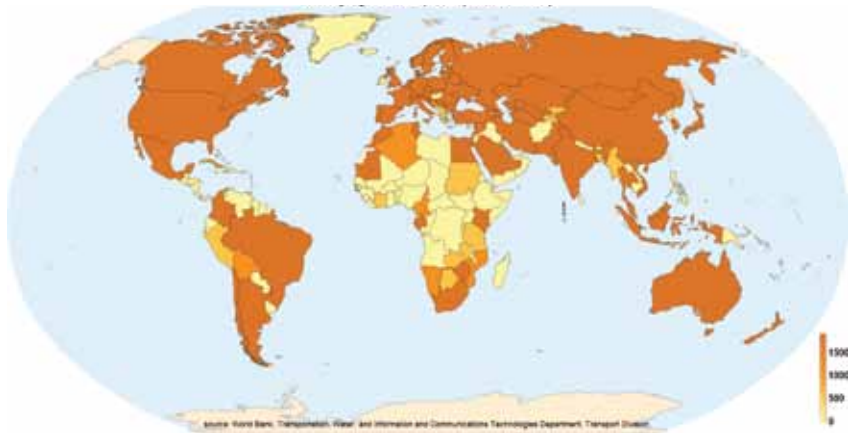 1500
1000
500
0
source: World Bank, Transportation, Water, and Information and Communications Technologies Department, Transport Division